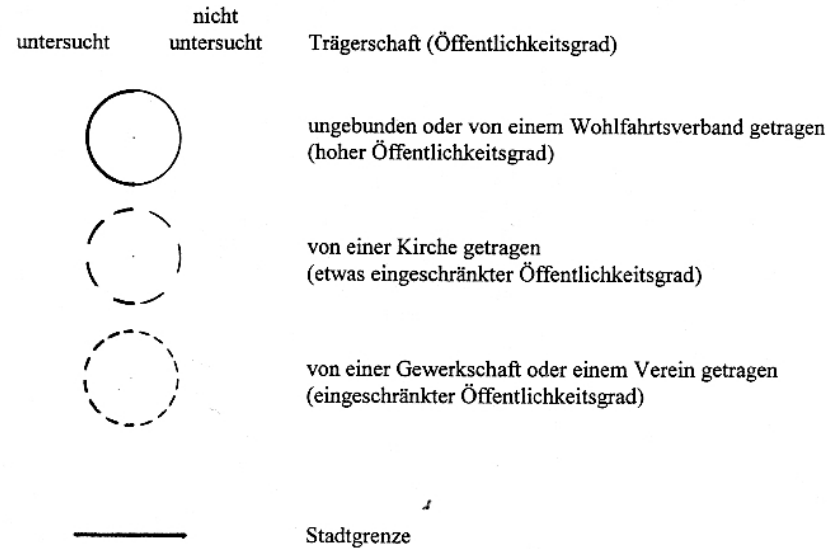 nicht
untersucht untersucht Trägerschaft (Öffentlichkeitsgrad)
ungebunden oder von einem Wohlfahrtsverband getragen
(hoher Öffentlichkeitsgrad)
von einer Kirche getragen
(etwas eingeschränkter Öffentlichkeitsgrad)
von einer Gewerkschaft oder einem Verein getragen
(eingeschränkter Öffentlichkeitsgrad)
Stadtgrenze